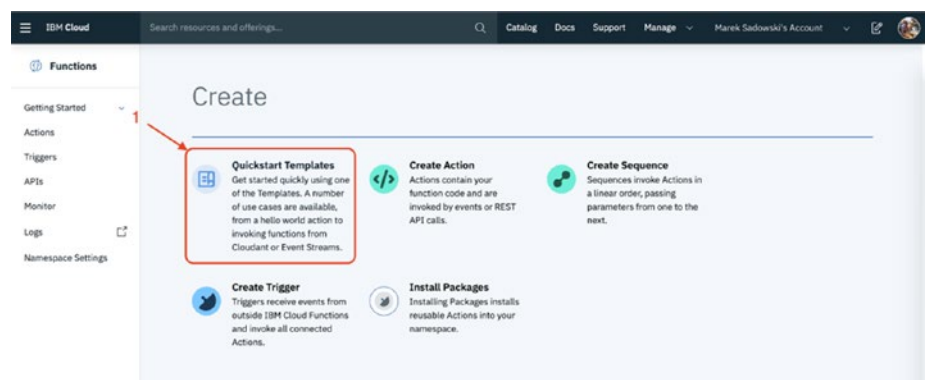 IBM Cloud
Search resources and offerings...
Catalog
Docs
Support
Manage
Marek Sadowski's Account
Functions
Getting Started
Actions
Triggers
APIs
Monitor
Logs
Namespace Settings
1
Create
Quickstart Templates
Get started quickly using one
of the Templates. A number
of use cases are available,
from a hello world action to
invoking functions from
Cloudant or Event Streams.
Create Action
Actions contain your
function code and are
invoked by events or REST
API calls.
Create Sequence
Sequences invoke Actions in
a linear order, passing
parameters from one to the
next.
Create Trigger
Triggers receive events from
outside IBM Cloud Functions
and invoke all connected
Actions.
Install Packages
Installing Packages installs
reusable Actions into your
namespace.